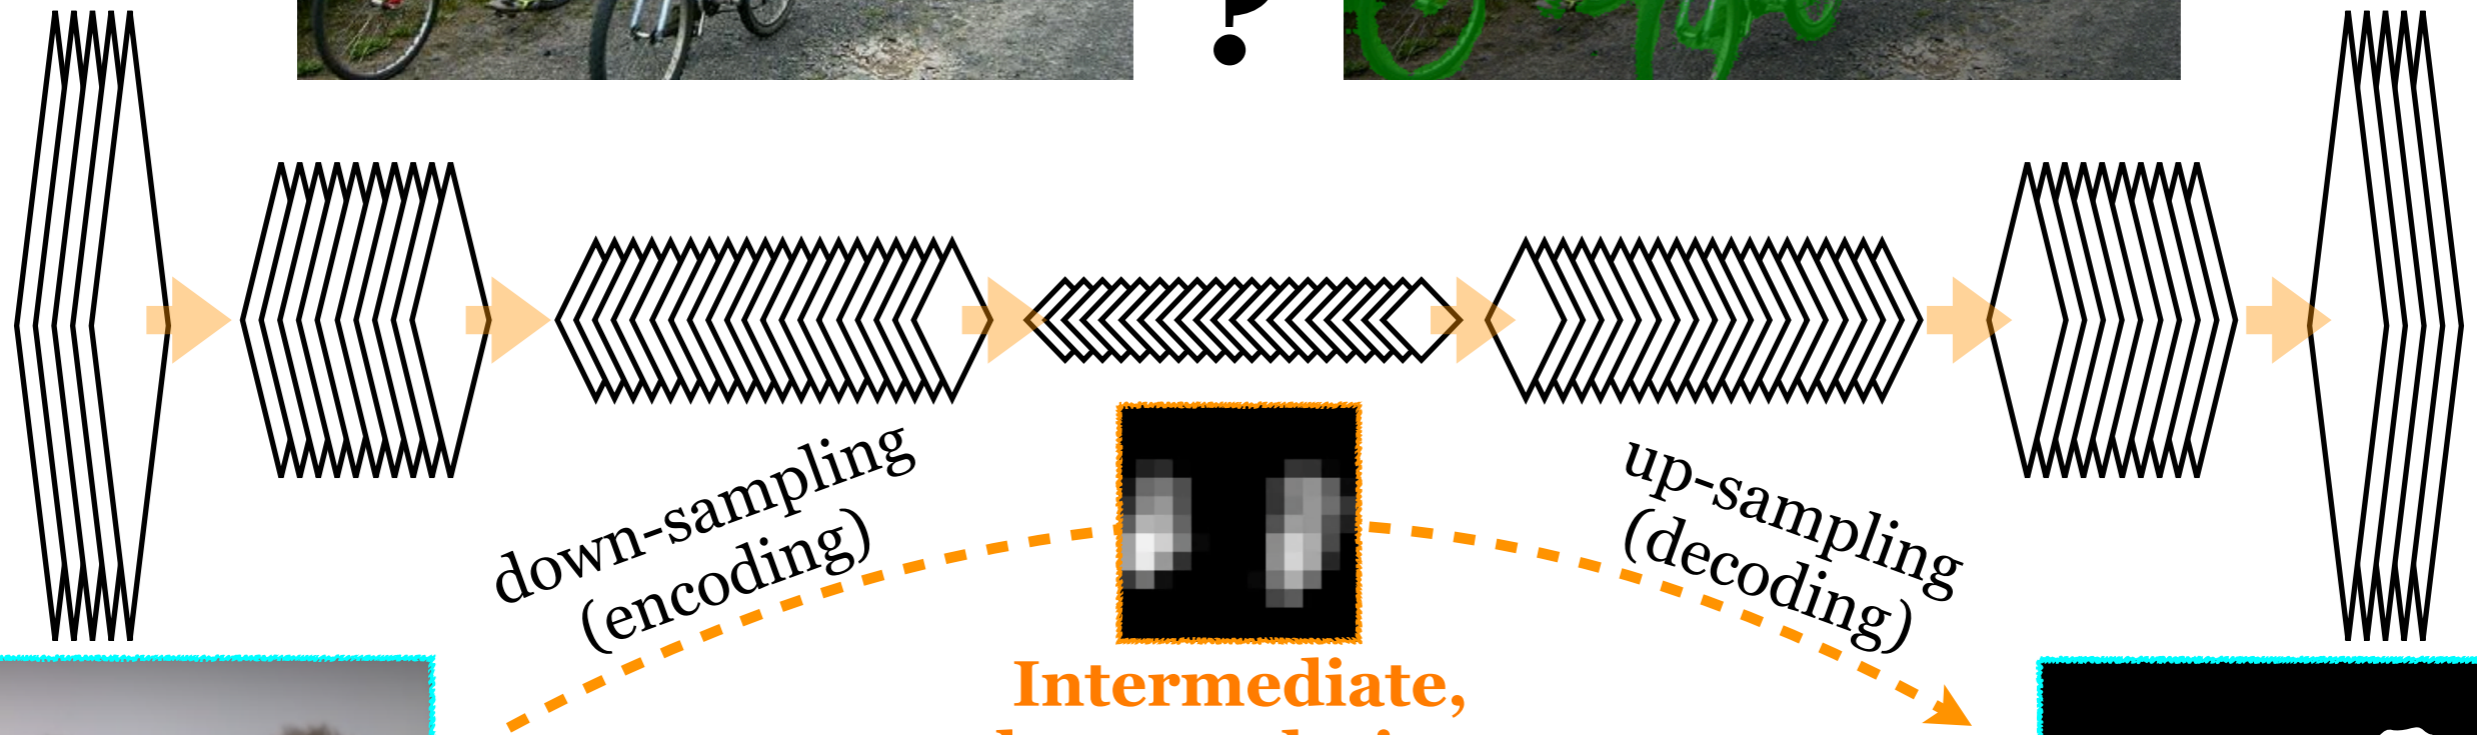 ?
down-sampling
(encoding)
up-sampling
(decoding)
Intermediate,